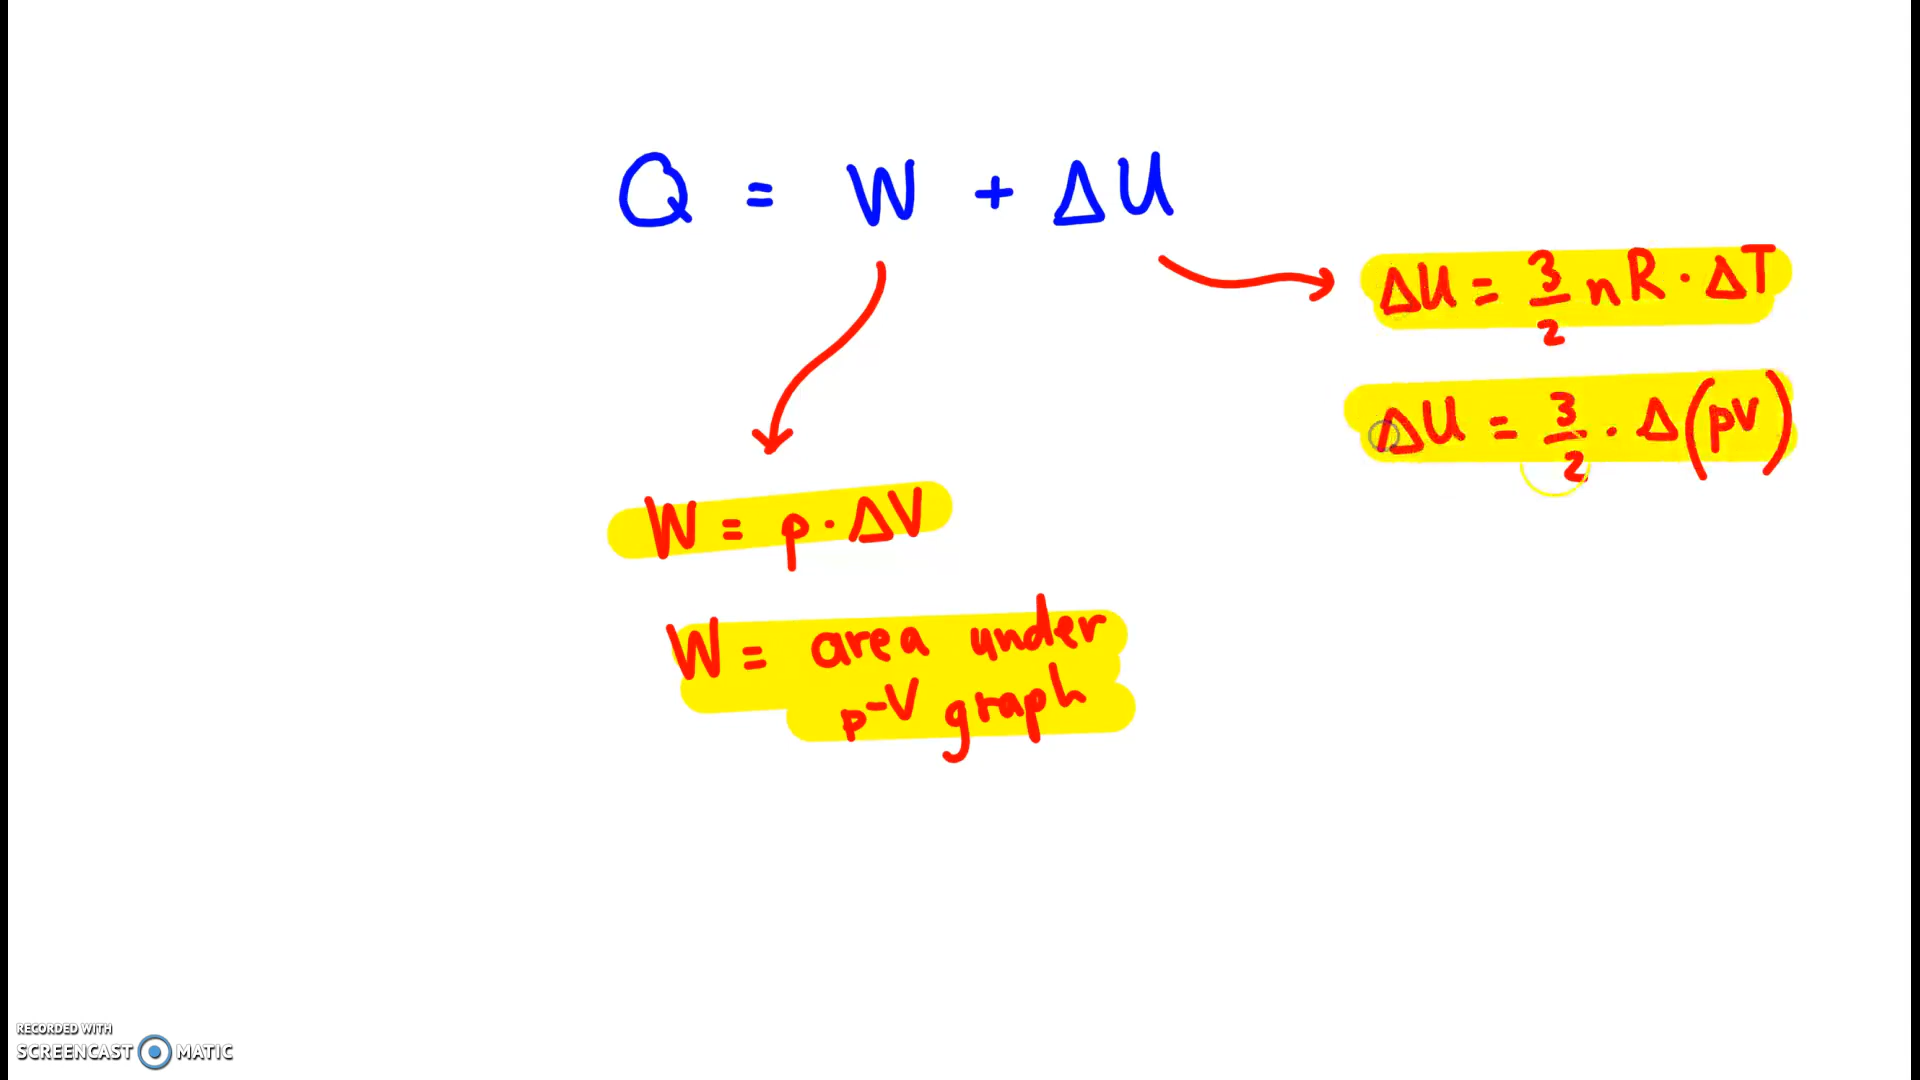 Q = W + ΔU
ΔU = 3/2 nR · ΔT
ΔU = 3/2 · Δ(pV)
W = p · ΔV
W = area under
p-V graph
RECORDED WITH
SCREENCAST MATIC